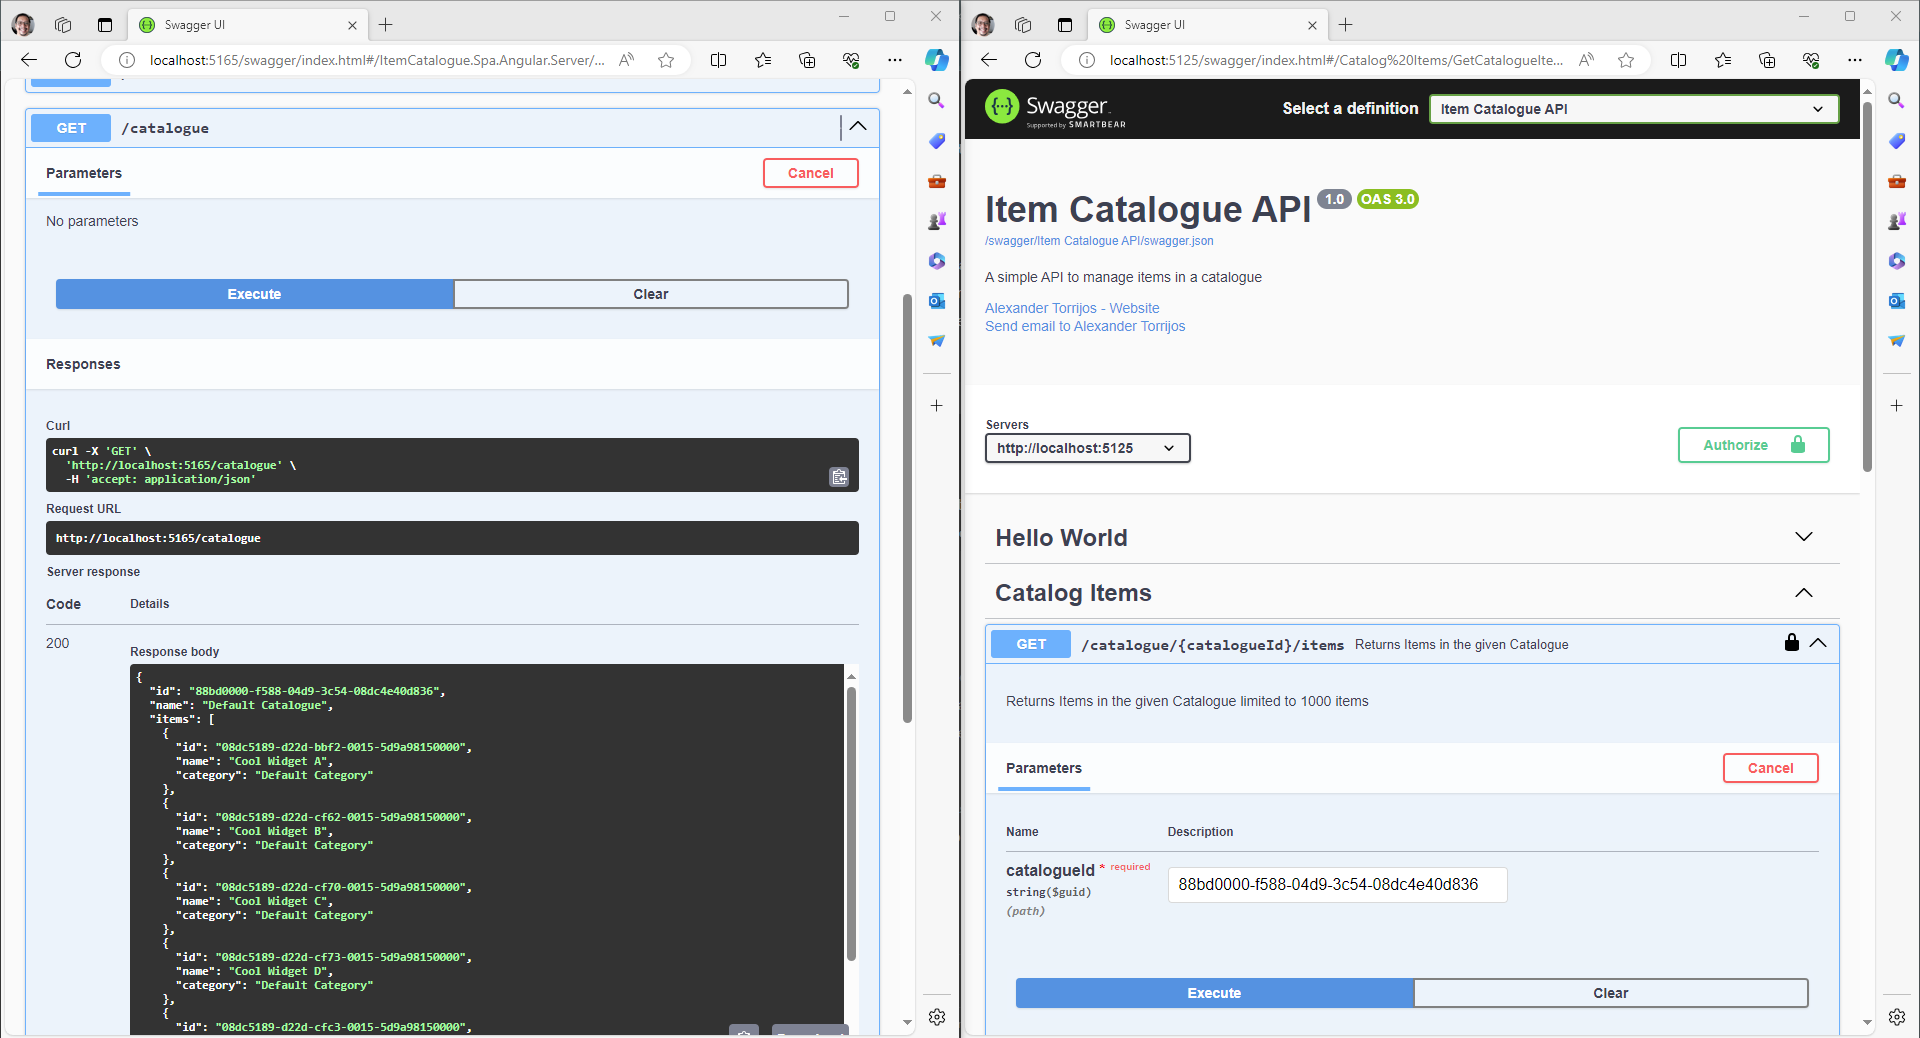 Swagger UI
localhost:5165/swagger/index.html#/ItemCatalogue.Spa.Angular.Server/...
GET /catalogue
Parameters
Cancel
No parameters
Execute
Clear
Responses
Curl
curl -X 'GET' \
'http://localhost:5165/catalogue' \
-H 'accept: application/json'
Request URL
http://localhost:5165/catalogue
Server response
Code Details
200
Response body
{
"id": "88bd0000-f588-04d9-3c54-08dc4e40d836",
"name": "Default Catalogue",
"items": [
{
"id": "08dc5189-d22d-bbf2-0015-5d9a98150000",
"name": "Cool Widget A",
"category": "Default Category"
},
{
"id": "08dc5189-d22d-cf62-0015-5d9a98150000",
"name": "Cool Widget B",
"category": "Default Category"
},
{
"id": "08dc5189-d22d-cf70-0015-5d9a98150000",
"name": "Cool Widget C",
"category": "Default Category"
},
{
"id": "08dc5189-d22d-cf73-0015-5d9a98150000",
"name": "Cool Widget D",
"category": "Default Category"
},
{
"id": "08dc5189-d22d-cfc3-0015-5d9a98150000",
Swagger UI
localhost:5125/swagger/index.html#/Catalog%20Items/GetCatalogueIte...
Swagger.
Supported by SMARTBEAR
Select a definition
Item Catalogue API
Item Catalogue API 1.0 OAS 3.0
/swagger/Item Catalogue API/swagger.json
A simple API to manage items in a catalogue
Alexander Torrijos - Website
Send email to Alexander Torrijos
Servers
http://localhost:5125
Authorize
Hello World
Catalog Items
GET /catalogue/{catalogueId}/items Returns Items in the given Catalogue
Returns Items in the given Catalogue limited to 1000 items
Parameters
Cancel
Name Description
catalogueId * required
string($guid)
(path)
88bd0000-f588-04d9-3c54-08dc4e40d836
Execute
Clear